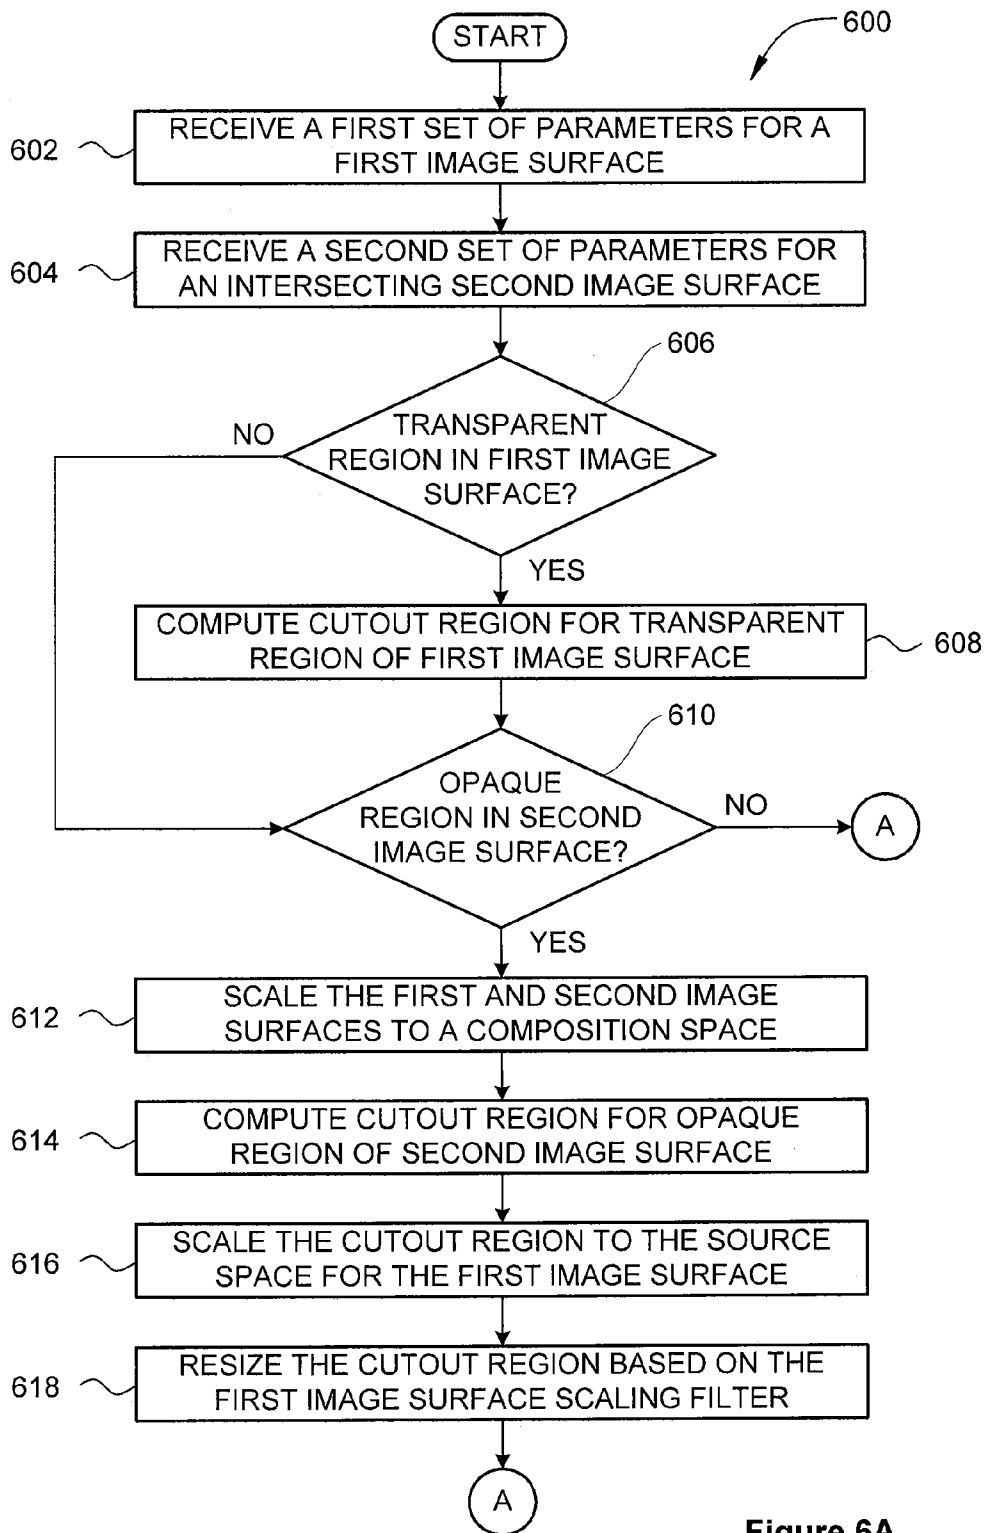 START
600
602
RECEIVE A FIRST SET OF PARAMETERS FOR A
FIRST IMAGE SURFACE
604
RECEIVE A SECOND SET OF PARAMETERS FOR
AN INTERSECTING SECOND IMAGE SURFACE
606
TRANSPARENT
REGION IN FIRST IMAGE
SURFACE?
NO
YES
COMPUTE CUTOUT REGION FOR TRANSPARENT
REGION OF FIRST IMAGE SURFACE
608
610
OPAQUE
REGION IN SECOND
IMAGE SURFACE?
NO
A
YES
612
SCALE THE FIRST AND SECOND IMAGE
SURFACES TO A COMPOSITION SPACE
614
COMPUTE CUTOUT REGION FOR OPAQUE
REGION OF SECOND IMAGE SURFACE
616
SCALE THE CUTOUT REGION TO THE SOURCE
SPACE FOR THE FIRST IMAGE SURFACE
618
RESIZE THE CUTOUT REGION BASED ON THE
FIRST IMAGE SURFACE SCALING FILTER
A
Figure 6A